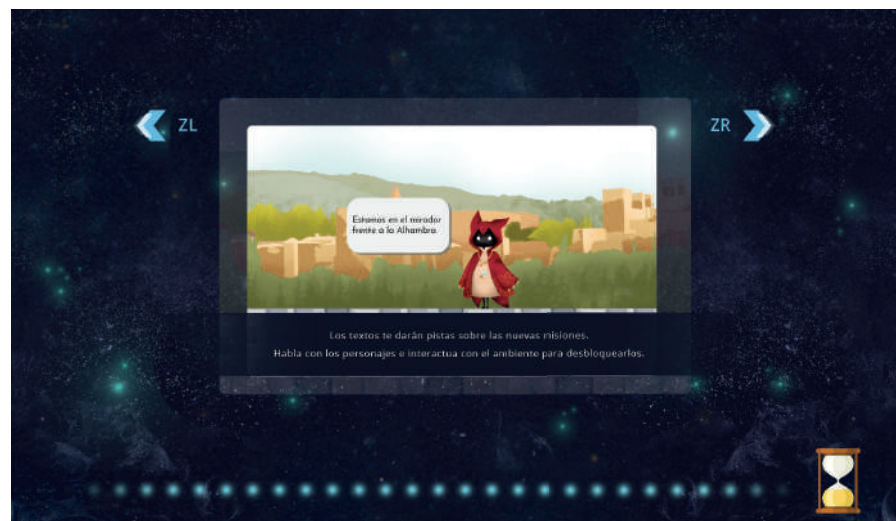 ZL
ZR
Estamos en el mirador
frente a la Alhambra.
Los textos te darán pistas sobre las nuevas misiones.
Habla con los personajes e interactua con el ambiente para desbloquearlos.